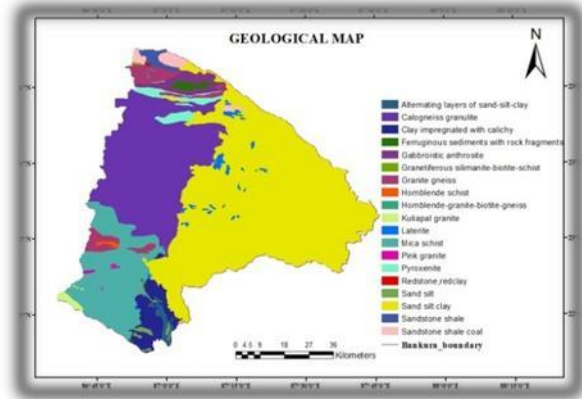 GEOLOGICAL MAP
N
Alternating layers of sand-silt-clay
Calogneiss granulite
Clay impregnated with calichy
Ferruginous sediments with rock fragments
Gabbroistic anthrosite
Granetiferous silimanite-biotite-schist
Granite gneiss
Hornblende schist
Hornblende-granite-biotite-gneiss
Kuilapal granite
Laterite
Mica schist
Pink granite
Pyroxenite
Redstone,redclay
Sand silt
Sand silt clay
Sandstone shale
Sandstone shale coal
Bankura_boundary
0 4.5 9 18 27 36
Kilometers